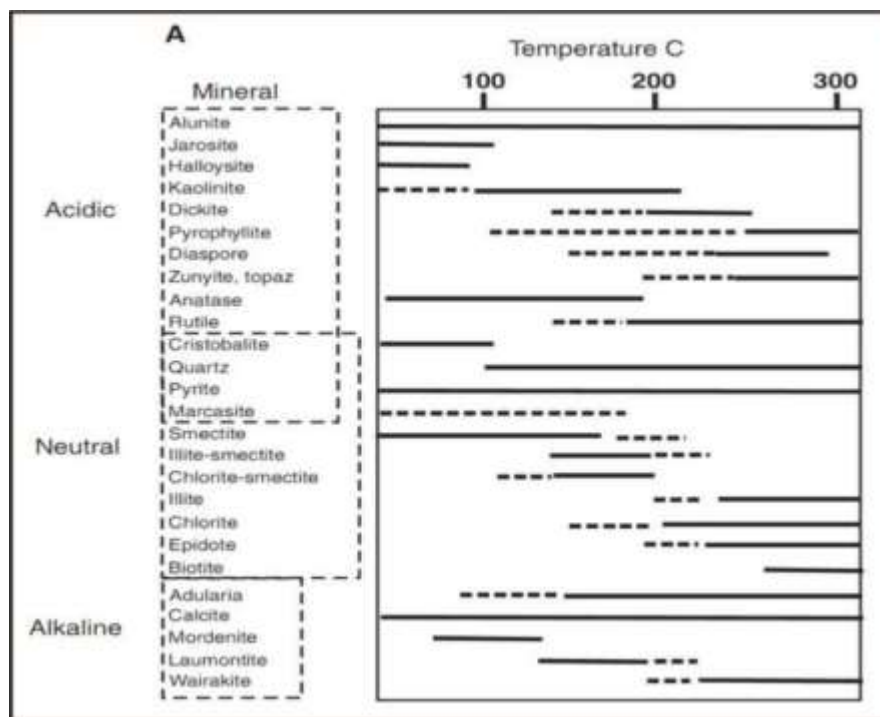 A
Temperature C
100 200 300
Mineral
Alunite
Jarosite
Halloysite
Kaolinite
Acidic
Dickite
Pyrophyllite
Diaspore
Zunyite, topaz
Anatase
Rutile
Cristobalite
Quartz
Pyrite
Marcasite
Neutral
Smectite
Illite-smectite
Chlorite-smectite
Illite
Chlorite
Epidote
Biotite
Adularia
Calcite
Alkaline
Mordenite
Laumontite
Wairakite